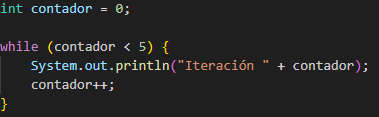 int contador = 0;
while (contador < 5) {
    System.out.println("Iteración " + contador);
    contador++;
}